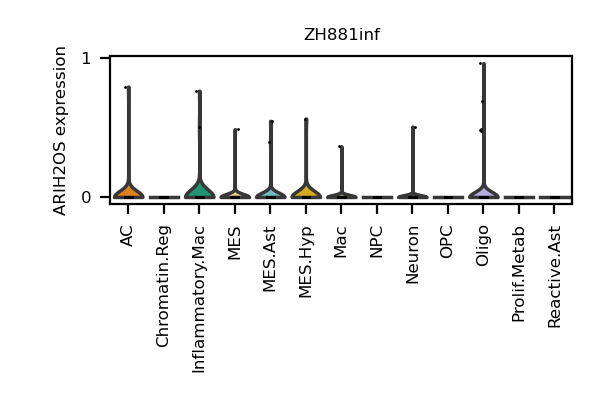 ZH881inf
ARIH2OS expression
1
0
AC
Chromatin.Reg
Inflammatory.Mac
MES
MES.Ast
MES.Hyp
Mac
NPC
Neuron
OPC
Oligo
Prolif.Metab
Reactive.Ast